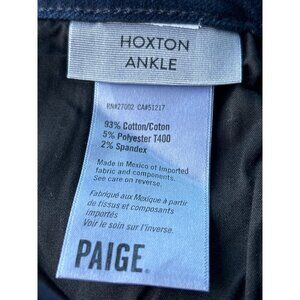 HOXTON
ANKLE
RN#27002 CA#51217
93% Cotton/Coton
5% Polyester T400
2% Spandex
Made in Mexico of Imported
fabric and components.
See care on reverse.
Fabriqué aux Mexique à partir
de tissus et composants
importés
Voir le soin sur l'inverse.
PAIGE®